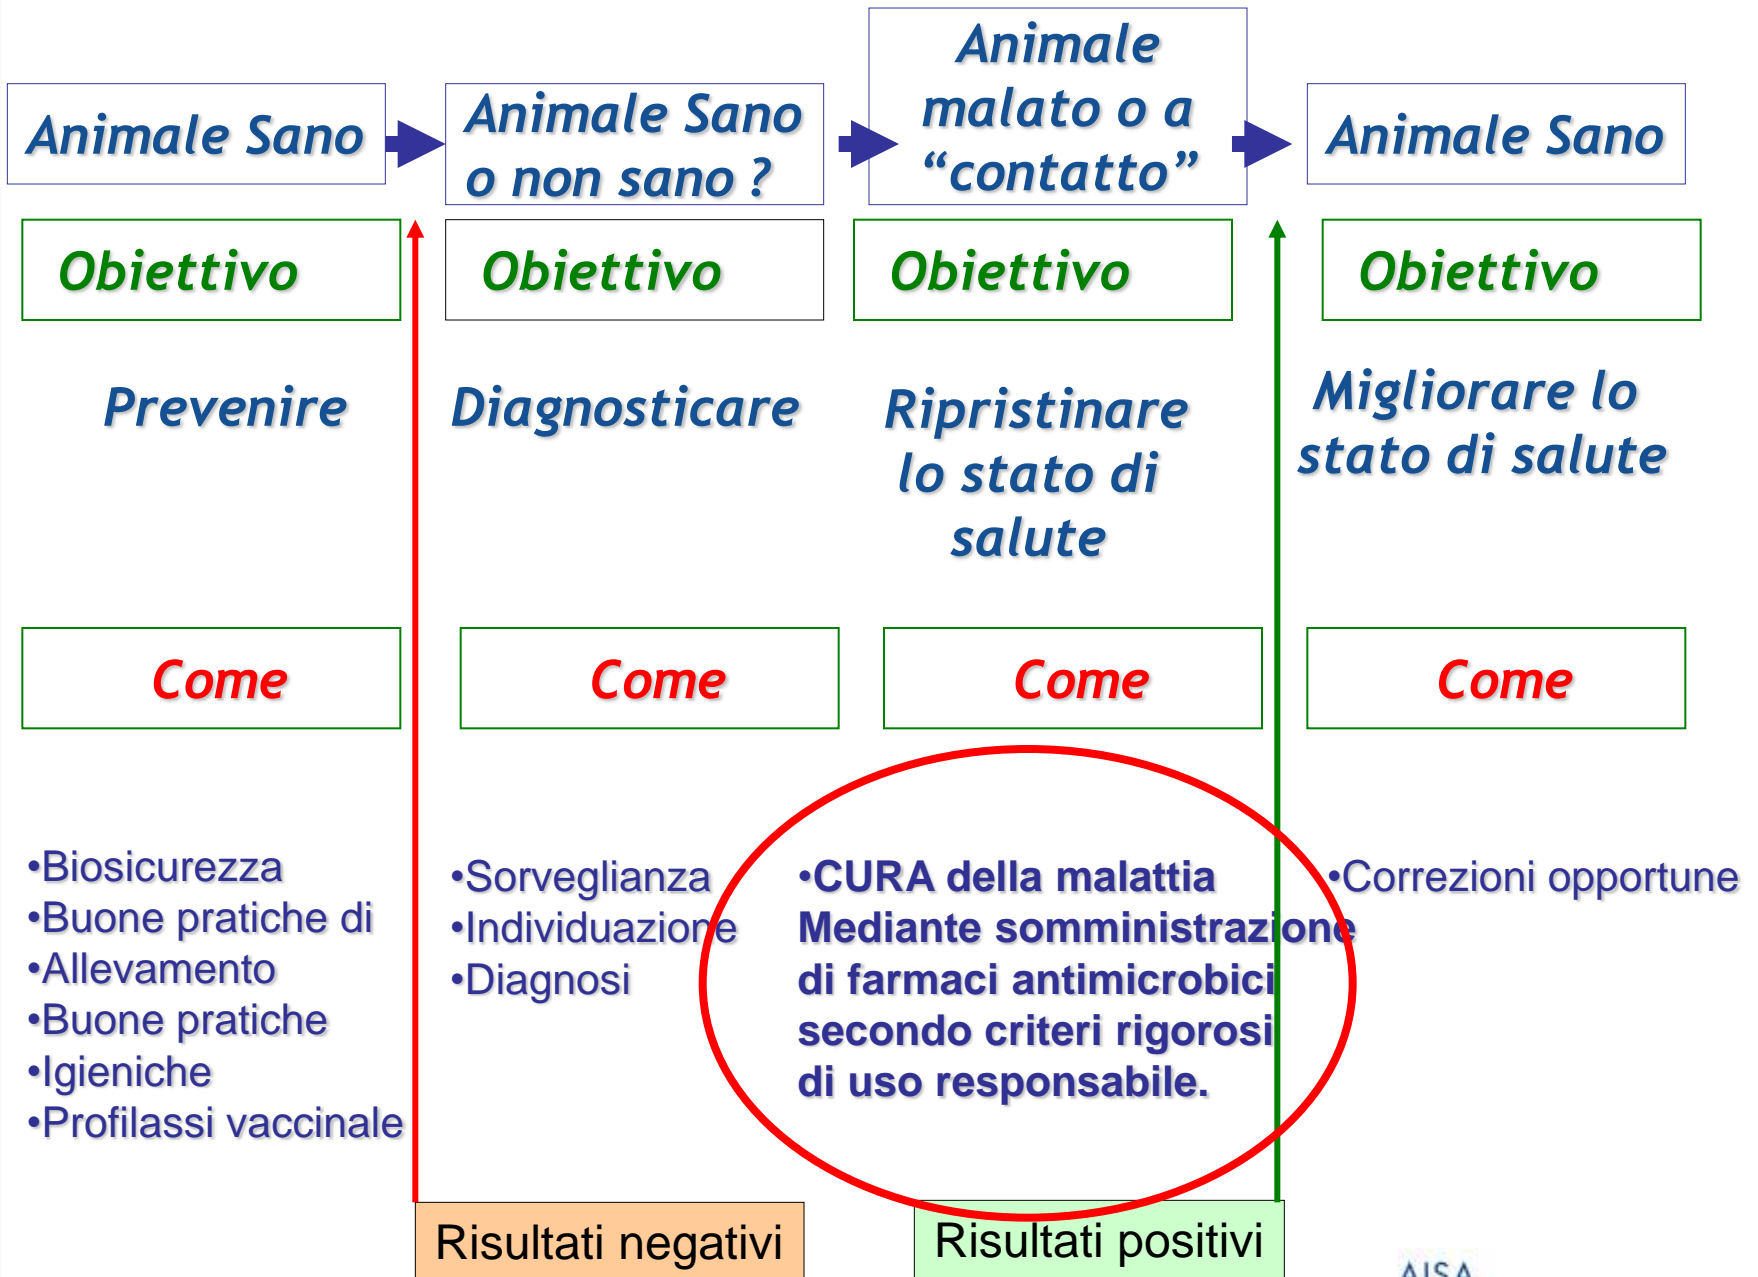 Animale Sano
Animale Sano
o non sano ?
Animale
malato o a
“contatto”
Animale Sano
Obiettivo
Obiettivo
Obiettivo
Obiettivo
Prevenire
Diagnosticare
Ripristinare
lo stato di
salute
Migliorare lo
stato di salute
Come
Come
Come
Come
•Biosicurezza
•Buone pratiche di
•Allevamento
•Buone pratiche
•Igieniche
•Profilassi vaccinale
•Sorveglianza
•Individuazione
•Diagnosi
•CURA della malattia
Mediante somministrazione
di farmaci antimicrobici
secondo criteri rigorosi
di uso responsabile.
•Correzioni opportune
Risultati negativi
Risultati positivi
AISA